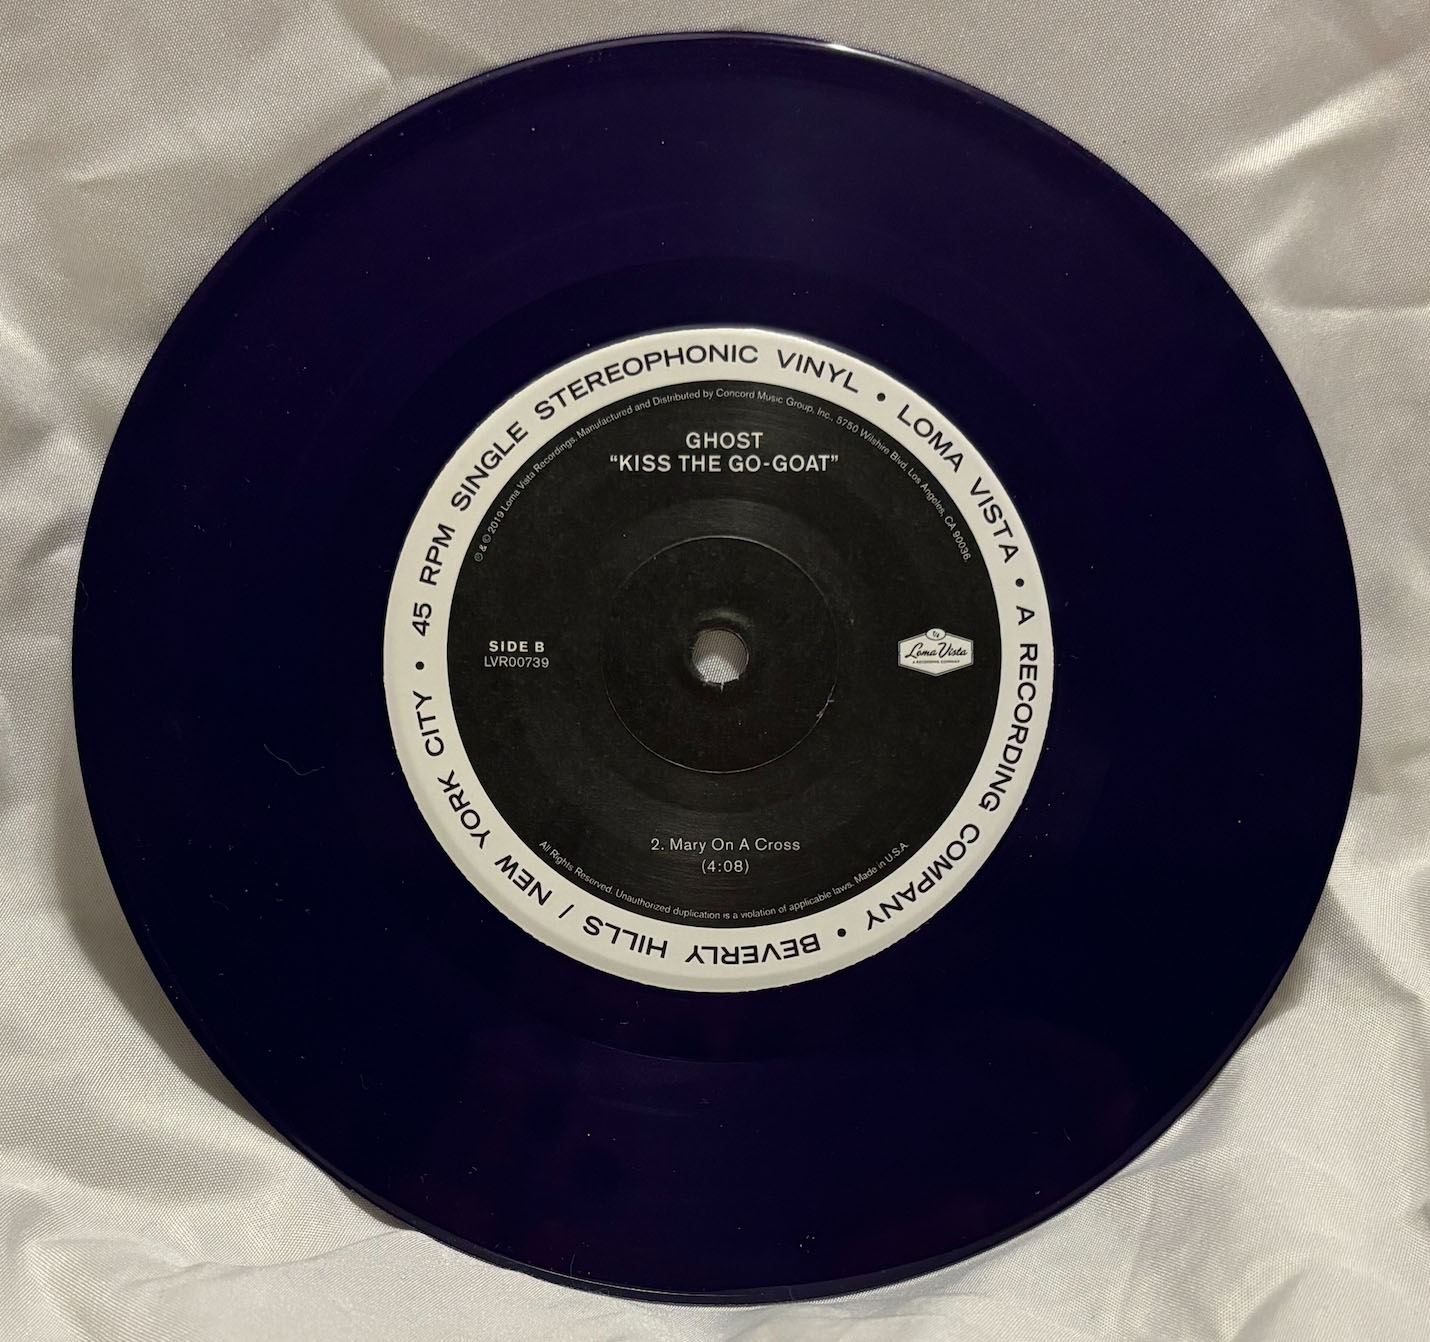 45 RPM SINGLE STEREOPHONIC VINYL • LOMA VISTA • A RECORDING COMPANY • BEVERLY HILLS / NEW YORK CITY •
℗ & © 2019 Loma Vista Recordings, Manufactured and Distributed by Concord Music Group, Inc., 5750 Wilshire Blvd, Los Angeles, CA 90036.
GHOST
“KISS THE GO-GOAT”
SIDE B
LVR00739
LV
Loma Vista
A RECORDING COMPANY
2. Mary On A Cross
(4:08)
All Rights Reserved. Unauthorized duplication is a violation of applicable laws. Made in U.S.A.